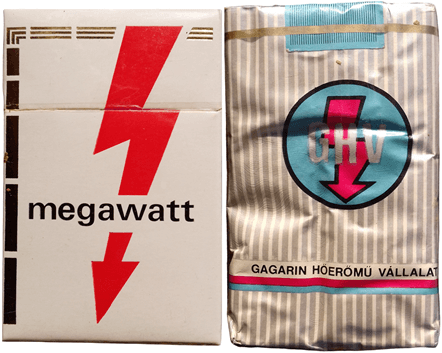 megawatt
GHV
GAGARIN HŐERŐMŰ VÁLLALAT